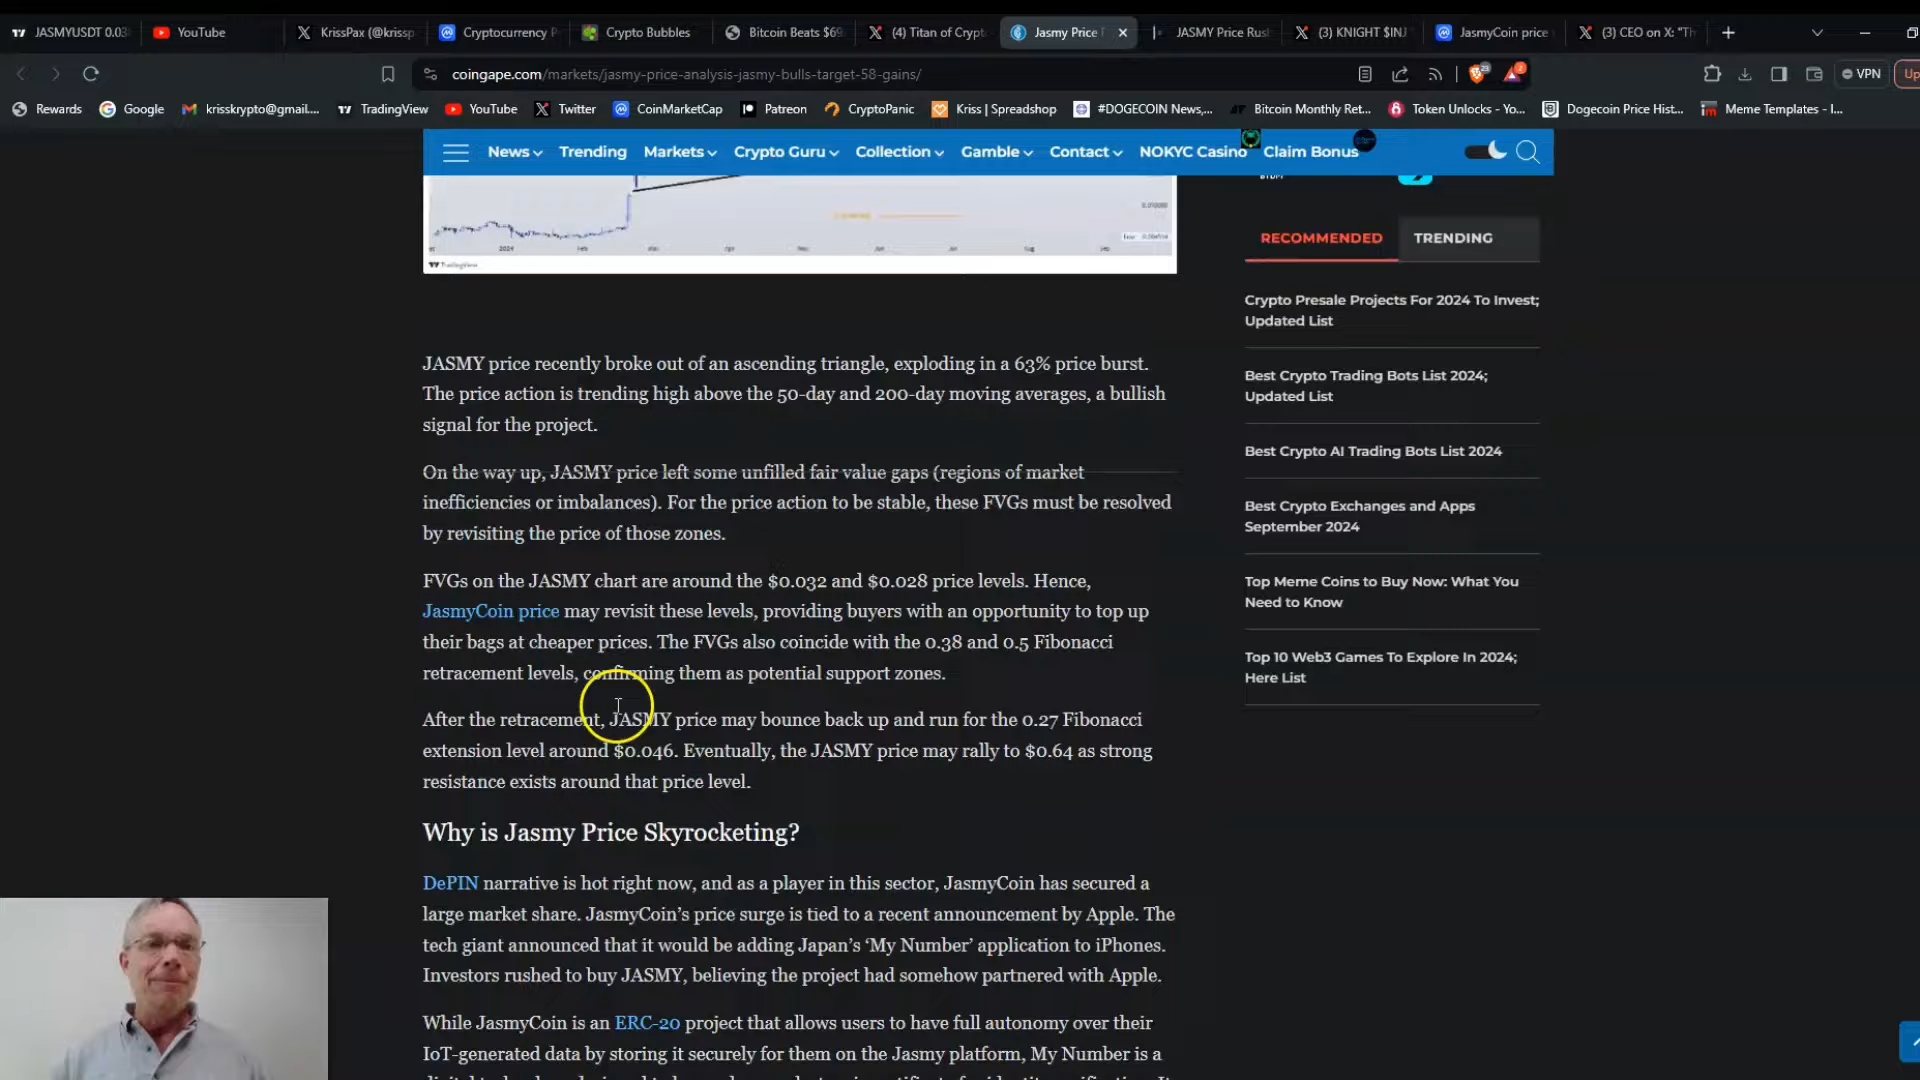 JASMYUSDT 0.03
YouTube
KrissPax (@krissp
Cryptocurrency P
Crypto Bubbles
Bitcoin Beats $69
(4) Titan of Crypt
Jasmy Price
JASMY Price Rus
(3) KNIGHT $INJ
JasmyCoin price
(3) CEO on X: "Th
coingape.com/markets/jasmy-price-analysis-jasmy-bulls-target-58-gains/
VPN
Up
Rewards
Google
krisskrypto@gmail....
TradingView
YouTube
Twitter
CoinMarketCap
Patreon
CryptoPanic
Kriss | Spreadshop
#DOGECOIN News,...
Bitcoin Monthly Ret...
Token Unlocks - Yo...
Dogecoin Price Hist...
Meme Templates - I...
News
Trending
Markets
Crypto Guru
Collection
Gamble
Contact
NOKYC Casino
Claim Bonus
2024
TradingView
JASMY price recently broke out of an ascending triangle, exploding in a 63% price burst.
The price action is trending high above the 50-day and 200-day moving averages, a bullish
signal for the project.
On the way up, JASMY price left some unfilled fair value gaps (regions of market
inefficiencies or imbalances). For the price action to be stable, these FVGs must be resolved
by revisiting the price of those zones.
FVGs on the JASMY chart are around the $0.032 and $0.028 price levels. Hence,
JasmyCoin price may revisit these levels, providing buyers with an opportunity to top up
their bags at cheaper prices. The FVGs also coincide with the 0.38 and 0.5 Fibonacci
retracement levels, confirming them as potential support zones.
After the retracement, JASMY price may bounce back up and run for the 0.27 Fibonacci
extension level around $0.046. Eventually, the JASMY price may rally to $0.64 as strong
resistance exists around that price level.
Why is Jasmy Price Skyrocketing?
DePIN narrative is hot right now, and as a player in this sector, JasmyCoin has secured a
large market share. JasmyCoin's price surge is tied to a recent announcement by Apple. The
tech giant announced that it would be adding Japan's 'My Number' application to iPhones.
Investors rushed to buy JASMY, believing the project had somehow partnered with Apple.
While JasmyCoin is an ERC-20 project that allows users to have full autonomy over their
IoT-generated data by storing it securely for them on the Jasmy platform, My Number is a
RECOMMENDED
TRENDING
Crypto Presale Projects For 2024 To Invest;
Updated List
Best Crypto Trading Bots List 2024;
Updated List
Best Crypto AI Trading Bots List 2024
Best Crypto Exchanges and Apps
September 2024
Top Meme Coins to Buy Now: What You
Need to Know
Top 10 Web3 Games To Explore In 2024;
Here List